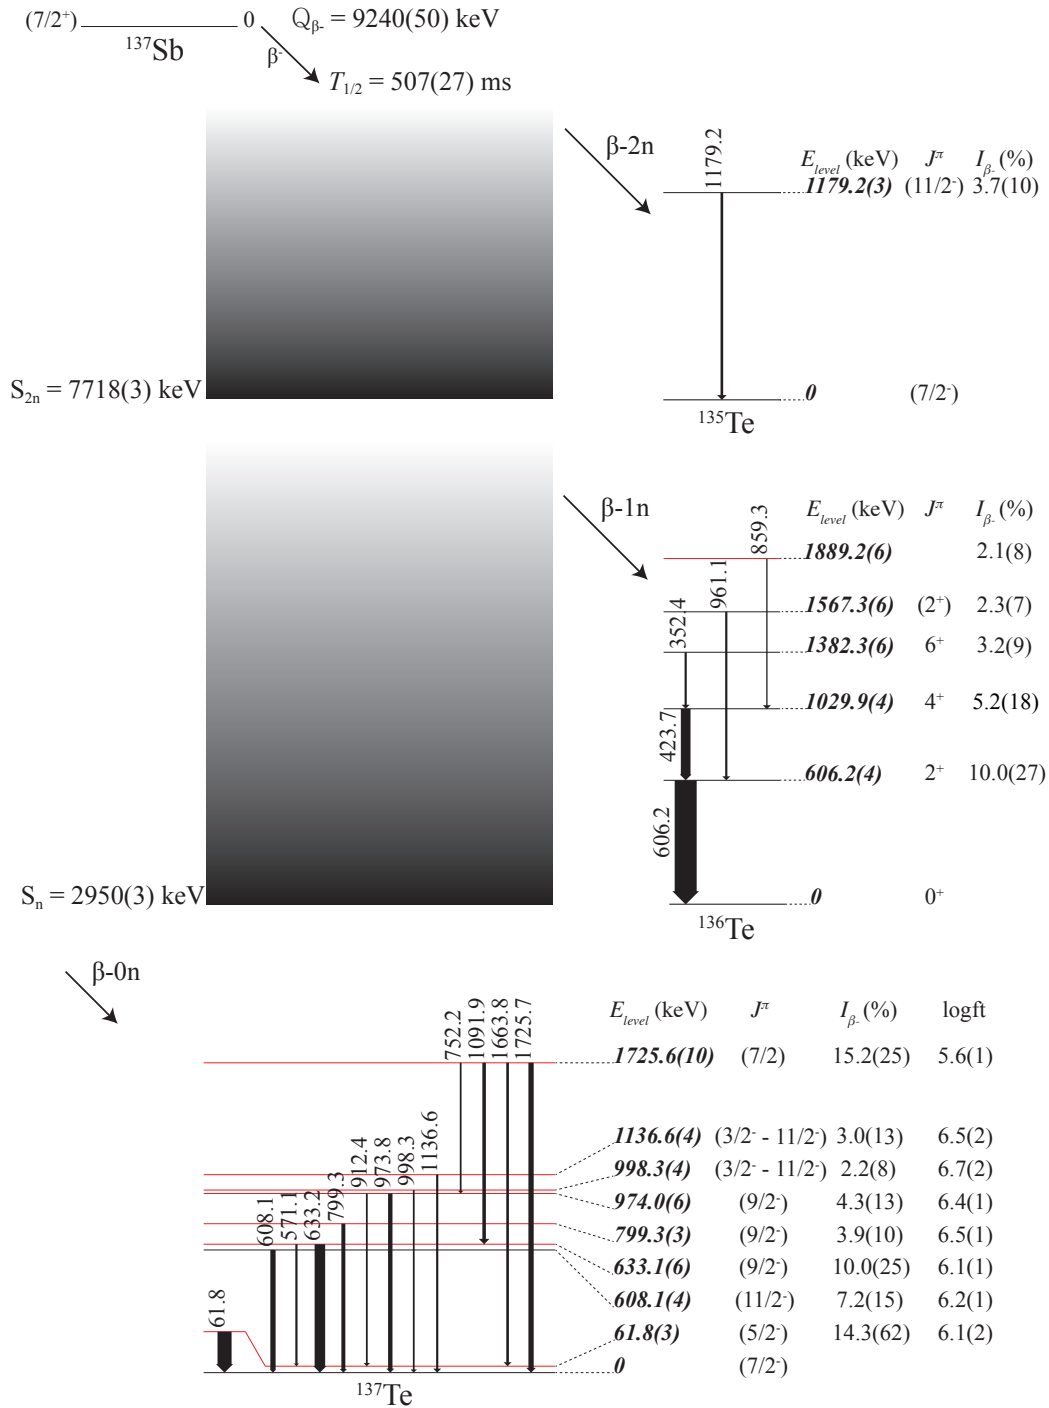 (7/2⁺) 0 Q_β- = 9240(50) keV
¹³⁷Sb
β⁻
T₁/₂ = 507(27) ms
β-2n
1179.2
E_level (keV) J^π I_β- (%)
1179.2(3) (11/2⁻) 3.7(10)
S₂ₙ = 7718(3) keV
0 (7/2⁻)
¹³⁵Te
β-1n
859.3
E_level (keV) J^π I_β- (%)
1889.2(6) 2.1(8)
961.1
352.4
1567.3(6) (2⁺) 2.3(7)
1382.3(6) 6⁺ 3.2(9)
1029.9(4) 4⁺ 5.2(18)
423.7
606.2(4) 2⁺ 10.0(27)
606.2
Sₙ = 2950(3) keV
0 0⁺
¹³⁶Te
β-0n
752.2
1091.9
1663.8
1725.7
E_level (keV) J^π I_β- (%) logft
1725.6(10) (7/2) 15.2(25) 5.6(1)
608.1
571.1
633.2
799.3
912.4
973.8
998.3
1136.6
1136.6(4) (3/2⁻ - 11/2⁻) 3.0(13) 6.5(2)
998.3(4) (3/2⁻ - 11/2⁻) 2.2(8) 6.7(2)
974.0(6) (9/2⁻) 4.3(13) 6.4(1)
799.3(3) (9/2⁻) 3.9(10) 6.5(1)
633.1(6) (9/2⁻) 10.0(25) 6.1(1)
608.1(4) (11/2⁻) 7.2(15) 6.2(1)
61.8
61.8(3) (5/2⁻) 14.3(62) 6.1(2)
0 (7/2⁻)
¹³⁷Te